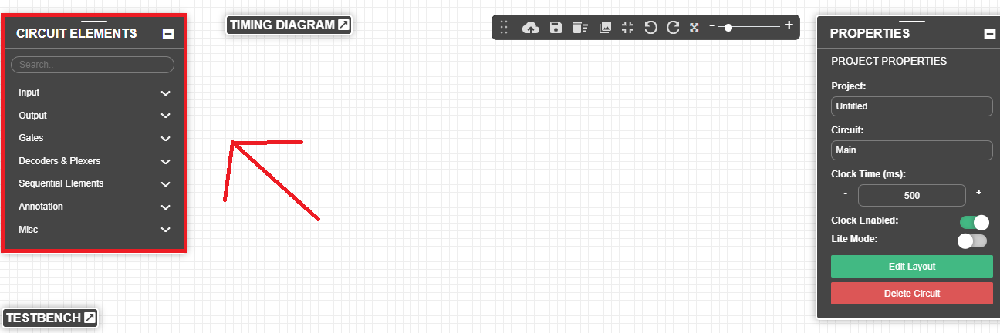 CIRCUIT ELEMENTS
Search..
Input
Output
Gates
Decoders & Plexers
Sequential Elements
Annotation
Misc
TESTBENCH
TIMING DIAGRAM
- +
PROPERTIES
PROJECT PROPERTIES
Project:
Untitled
Circuit:
Main
Clock Time (ms):
- 500 +
Clock Enabled:
Lite Mode:
Edit Layout
Delete Circuit